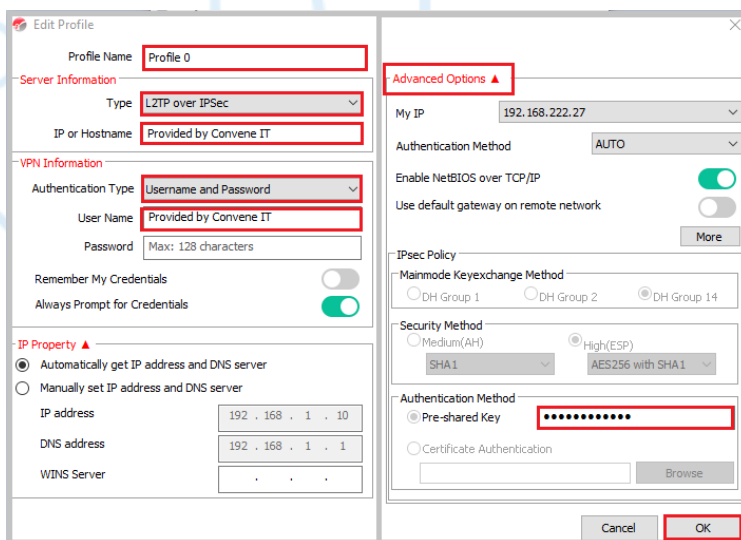 Edit Profile
Profile Name Profile 0
Server Information
Type L2TP over IPSec
IP or Hostname Provided by Convene IT
VPN Information
Authentication Type Username and Password
User Name Provided by Convene IT
Password Max: 128 characters
Remember My Credentials
Always Prompt for Credentials
IP Property ▲
Automatically get IP address and DNS server
Manually set IP address and DNS server
IP address 192 . 168 . 1 . 10
DNS address 192 . 168 . 1 . 1
WINS Server . . .
Advanced Options ▲
My IP 192.168.222.27
Authentication Method AUTO
Enable NetBIOS over TCP/IP
Use default gateway on remote network
More
IPsec Policy
Mainmode Keyexchange Method
DH Group 1 DH Group 2 DH Group 14
Security Method
Medium(AH) High(ESP)
SHA1 AES256 with SHA1
Authentication Method
Pre-shared Key ••••••••••••
Certificate Authentication
Browse
Cancel OK